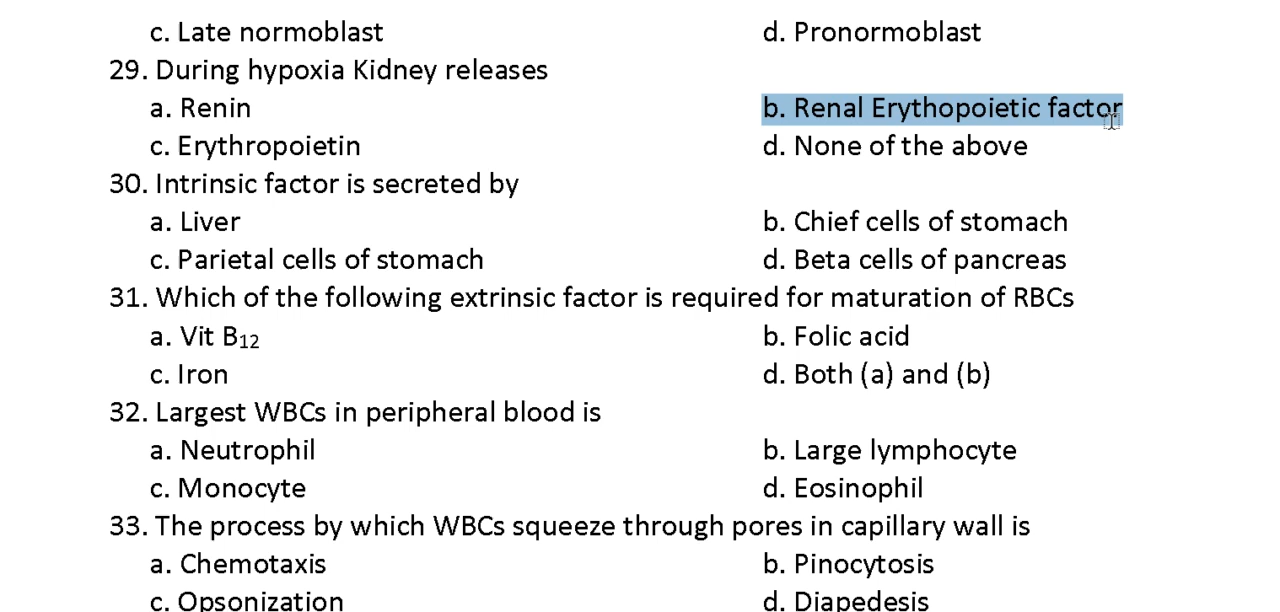 c. Late normoblast d. Pronormoblast
29. During hypoxia Kidney releases
a. Renin b. Renal Erythopoietic factor
c. Erythropoietin d. None of the above
30. Intrinsic factor is secreted by
a. Liver b. Chief cells of stomach
c. Parietal cells of stomach d. Beta cells of pancreas
31. Which of the following extrinsic factor is required for maturation of RBCs
a. Vit B₁₂ b. Folic acid
c. Iron d. Both (a) and (b)
32. Largest WBCs in peripheral blood is
a. Neutrophil b. Large lymphocyte
c. Monocyte d. Eosinophil
33. The process by which WBCs squeeze through pores in capillary wall is
a. Chemotaxis b. Pinocytosis
c. Opsonization d. Diapedesis